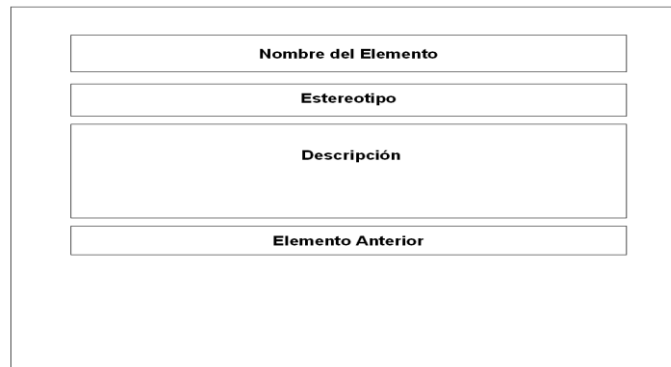 Nombre del Elemento
Estereotipo
Descripción
Elemento Anterior